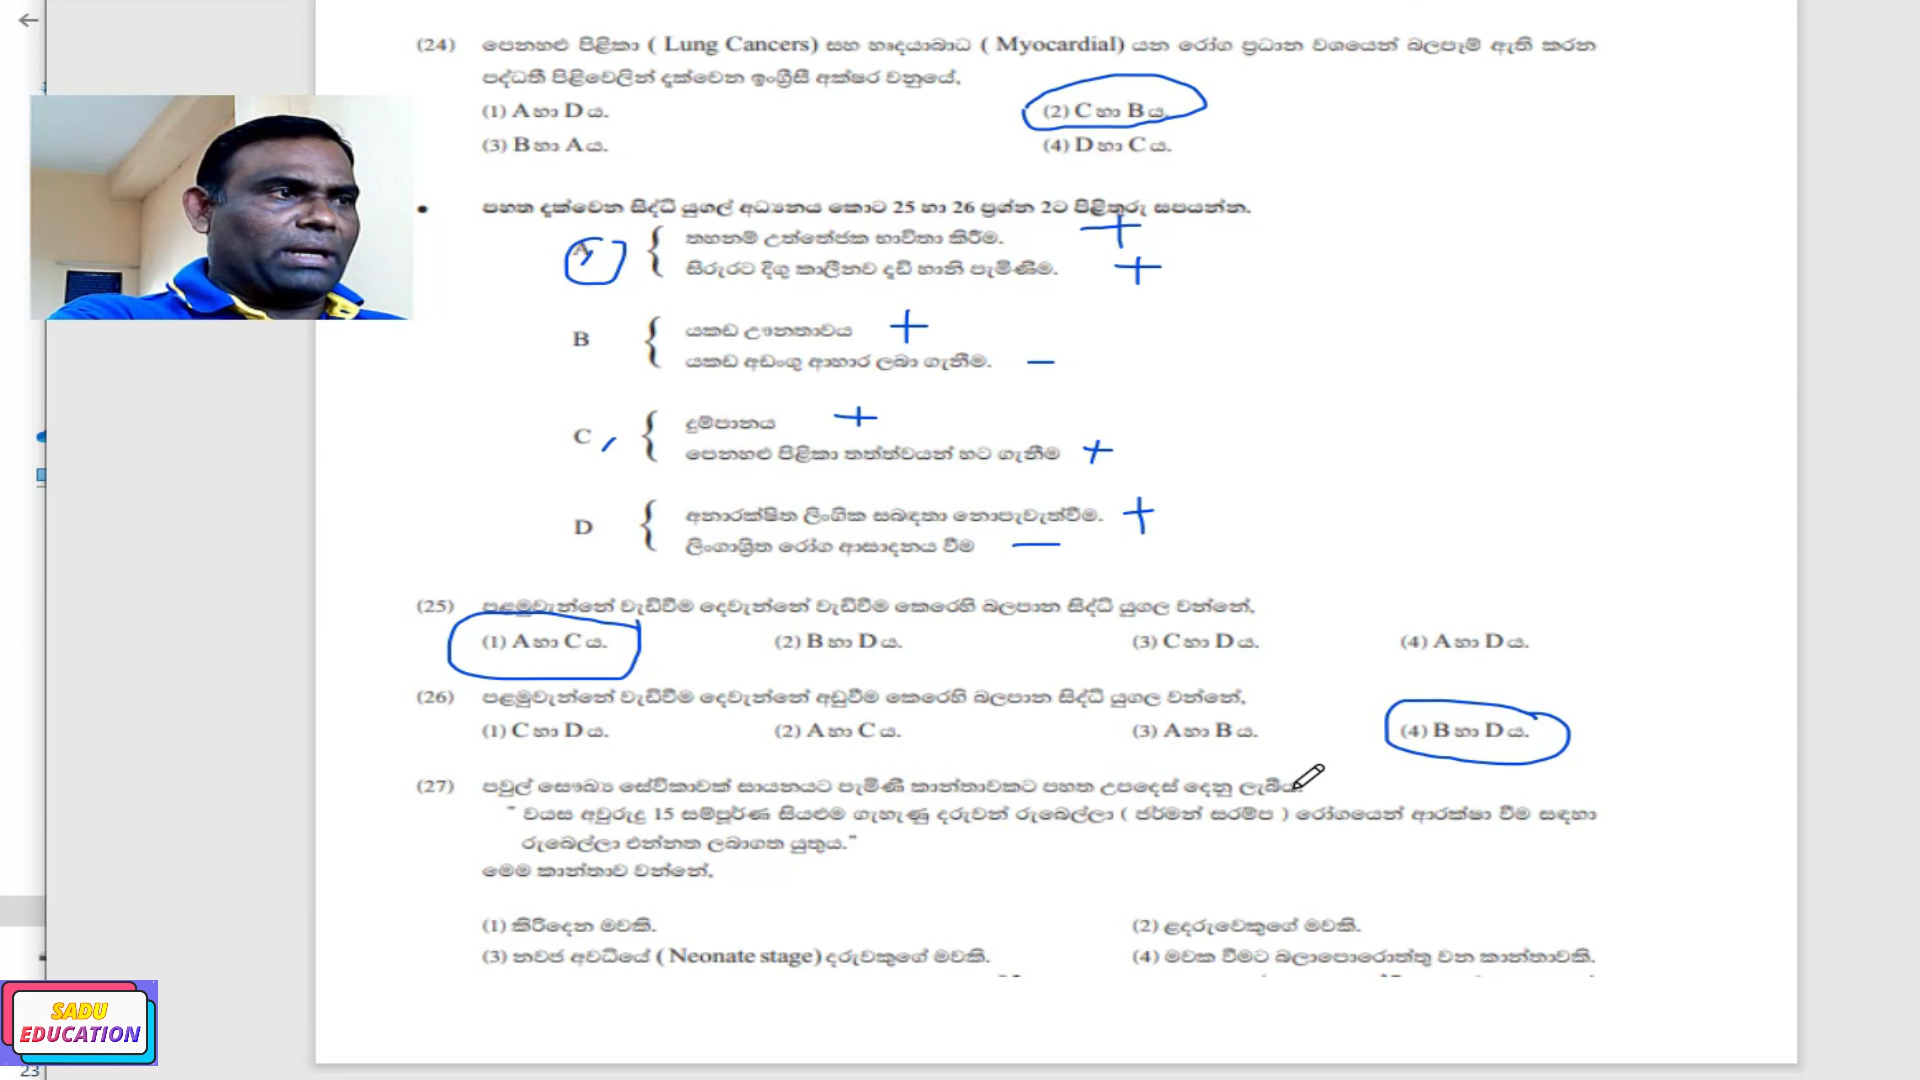 (24) පෙනහළු පිළිකා ( Lung Cancers) සහ හෘදයාබාධ ( Myocardial) යන රෝග ප්‍රධාන වශයෙන් බලපෑම් ඇති කරන
පද්ධති පිළිවෙලින් දැක්වෙන ඉංග්‍රීසි අක්ෂර වනුයේ,
(1) A හා D ය. (2) C හා B ය.
(3) B හා A ය. (4) D හා C ය.
• පහත දැක්වෙන සිද්ධි යුගල් අධ්‍යනය කොට 25 හා 26 ප්‍රශ්න 2ට පිළිතුරු සපයන්න.
A { තහනම් උත්තේජක භාවිතා කිරීම. +
සිරුරට දිගු කාලීනව දැඩි හානි පැමිණීම. +
B { යකඩ ඌනතාවය +
යකඩ අඩංගු ආහාර ලබා ගැනීම. −
C { දුම්පානය +
පෙනහළු පිළිකා තත්ත්වයන් හට ගැනීම +
D { අනාරක්ෂිත ලිංගික සබඳතා නොපැවැත්වීම. +
ලිංගාශ්‍රිත රෝග ආසාදනය වීම −
(25) පළමුවැන්නේ වැඩිවීම දෙවැන්නේ වැඩිවීම කෙරෙහි බලපාන සිද්ධි යුගල වන්නේ,
(1) A හා C ය. (2) B හා D ය. (3) C හා D ය. (4) A හා D ය.
(26) පළමුවැන්නේ වැඩිවීම දෙවැන්නේ අඩුවීම කෙරෙහි බලපාන සිද්ධි යුගල වන්නේ,
(1) C හා D ය. (2) A හා C ය. (3) A හා B ය. (4) B හා D ය.
(27) පවුල් සෞඛ්‍ය සේවිකාවක් සායනයට පැමිණි කාන්තාවකට පහත උපදෙස් දෙනු ලැබීය.
" වයස අවුරුදු 15 සම්පූර්ණ සියළුම ගැහැණු දරුවන් රුබෙල්ලා ( ජර්මන් සරම්ප ) රෝගයෙන් ආරක්ෂා වීම සඳහා
රුබෙල්ලා එන්නත ලබාගත යුතුය."
මෙම කාන්තාව වන්නේ,
(1) කිරිදෙන මවකි. (2) ළදරුවෙකුගේ මවකි.
(3) නවජ අවධියේ ( Neonate stage) දරුවකුගේ මවකි. (4) මවක වීමට බලාපොරොත්තු වන කාන්තාවකි.
SADU
EDUCATION
23